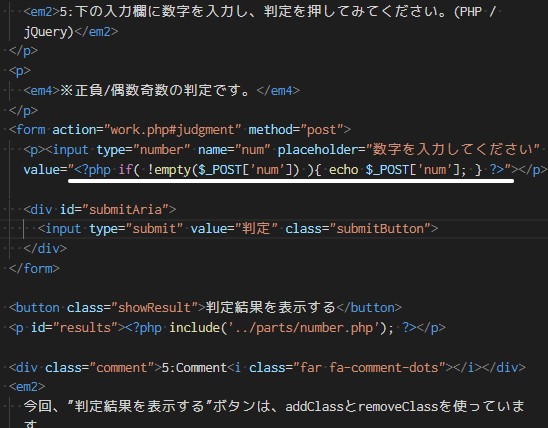 <em2>5:下の入力欄に数字を入力し、判定を押してみてください。(PHP /
jQuery)</em2>
</p>
<p>
<em4>※正負/偶数奇数の判定です。</em4>
</p>
<form action="work.php#judgment" method="post">
<p><input type="number" name="num" placeholder="数字を入力してください"
value="<?php if( !empty($_POST['num']) ){ echo $_POST['num']; } ?>"></p>
<div id="submitAria">
<input type="submit" value="判定" class="submitButton">
</div>
</form>
<button class="showResult">判定結果を表示する</button>
<p id="results"><?php include('../parts/number.php'); ?></p>
<div class="comment">5:Comment<i class="far fa-comment-dots"></i></div>
<em2>
今回、"判定結果を表示する"ボタンは、addClassとremoveClassを使っていま
す